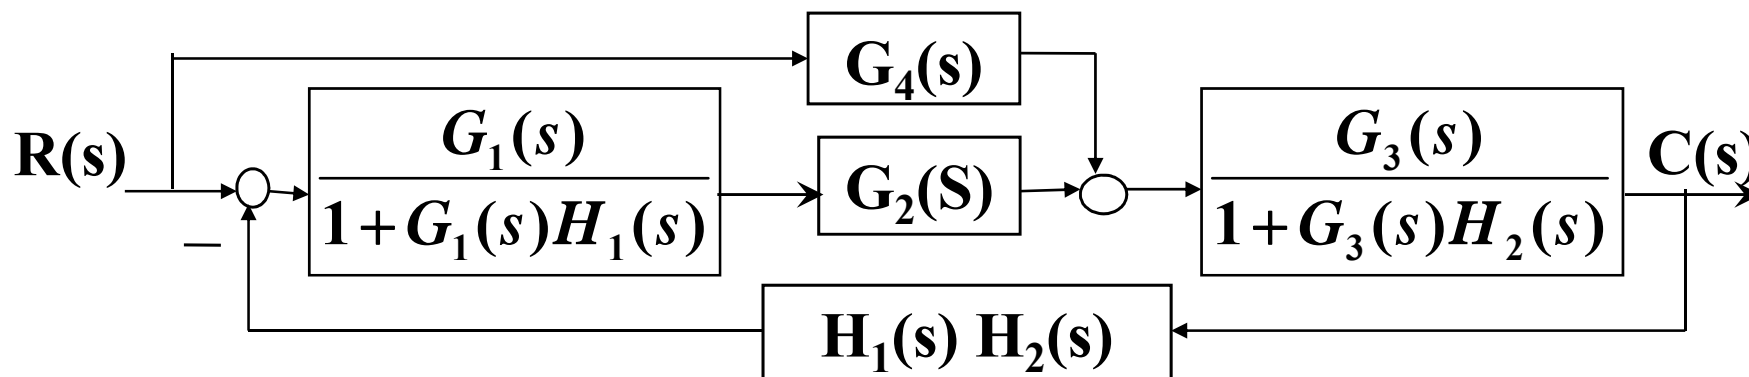 G₄(s)
R(s)
G₁(s)
1+G₁(s)H₁(s)
G₂(S)
G₃(s)
1+G₃(s)H₂(s)
C(s)
−
H₁(s) H₂(s)